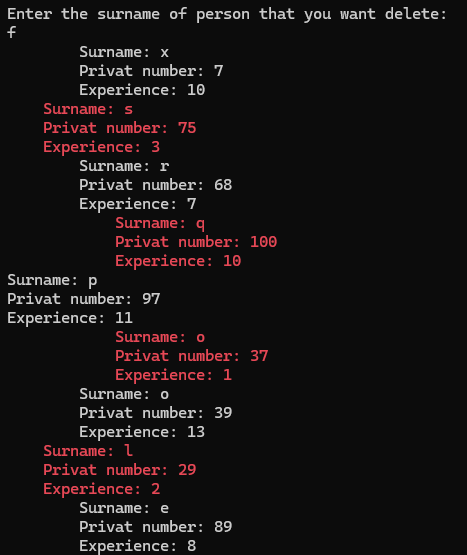 Enter the surname of person that you want delete:
f
Surname: x
Privat number: 7
Experience: 10
Surname: s
Privat number: 75
Experience: 3
Surname: r
Privat number: 68
Experience: 7
Surname: q
Privat number: 100
Experience: 10
Surname: p
Privat number: 97
Experience: 11
Surname: o
Privat number: 37
Experience: 1
Surname: o
Privat number: 39
Experience: 13
Surname: l
Privat number: 29
Experience: 2
Surname: e
Privat number: 89
Experience: 8